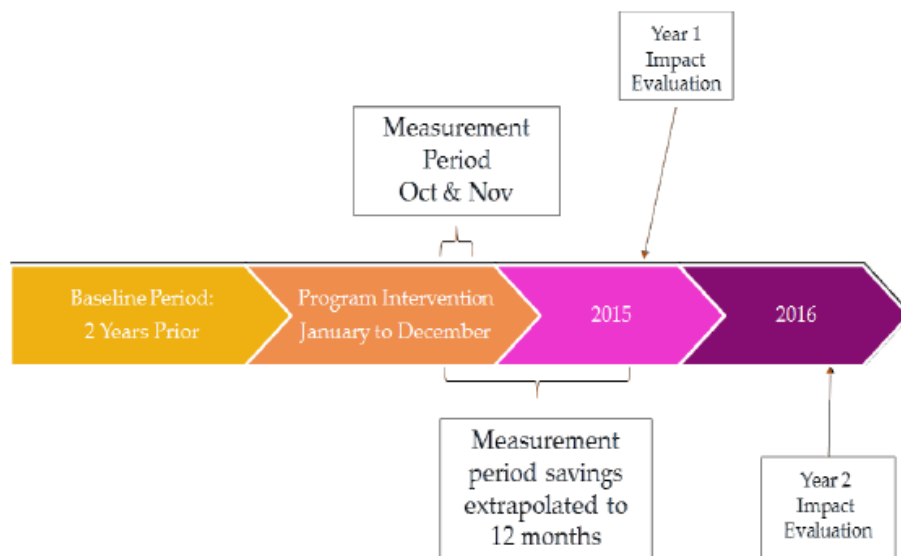 Year 1
Impact
Evaluation
Measurement
Period
Oct & Nov
Baseline Period:
2 Years Prior
Program Intervention
January to December
2015
2016
Measurement
period savings
extrapolated to
12 months
Year 2
Impact
Evaluation